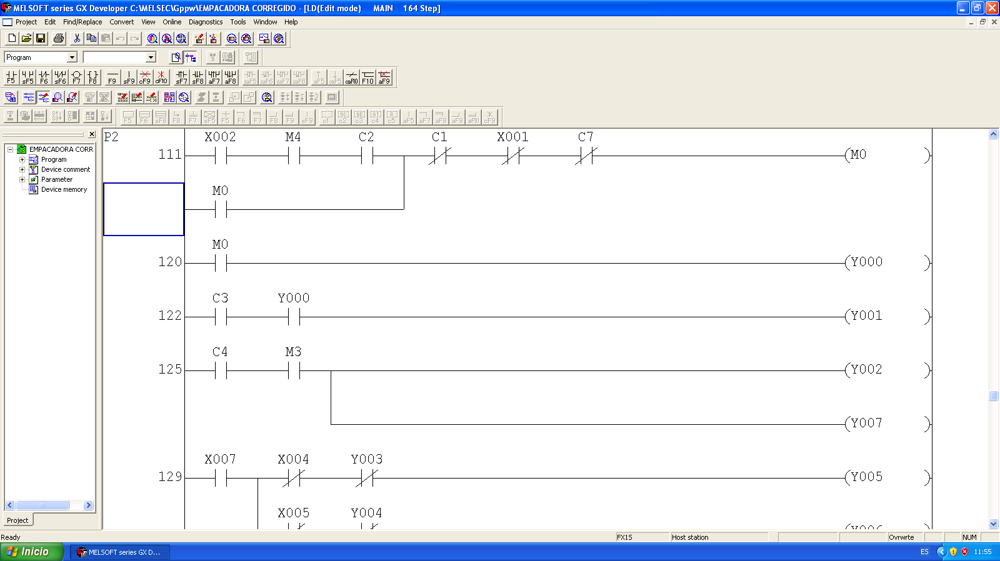 MELSOFT series GX Developer C:\MELSEC\Gppw\EMPACADORA CORREGIDO - [LD(Edit mode)    MAIN    164 Step]
Project Edit Find/Replace Convert View Online Diagnostics Tools Window Help
Program
F5 sF5 F6 sF6 F7 F8 F9 sF9 cF9 cF10 sF7 sF8 aF7 aF8 saF5 saF6 saF7 saF8 aF5 caF5 caF10 F10 aF9
F5 F6 sF6 F8 F7 sF5 F5 F6 F7 F8 F9 sF9 c1 c2 c3 c4 c5 aF5 aF7 aF8 aF9 aF10 cF9
EMPACADORA CORR
Program
Device comment
Parameter
Device memory
Project
P2 X002 M4 C2 C1 X001 C7
111 (M0 )
M0
M0
120 (Y000 )
C3 Y000
122 (Y001 )
C4 M3
125 (Y002 )
(Y007 )
X007 X004 Y003
129 (Y005 )
X005 Y004
(Y006 )
Ready FX1S Host station Ovrwrte NUM
Inicio MELSOFT series GX D... ES 11:55